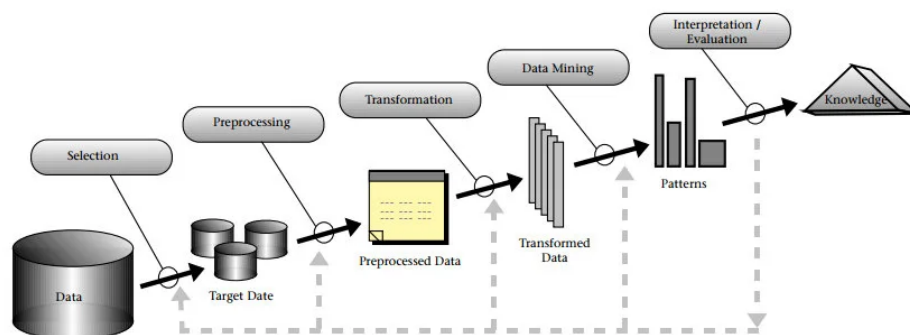 Interpretation /
Evaluation
Data Mining
Transformation
Preprocessing
Selection
Knowledge
Patterns
Transformed
Data
Preprocessed Data
Target Date
Data